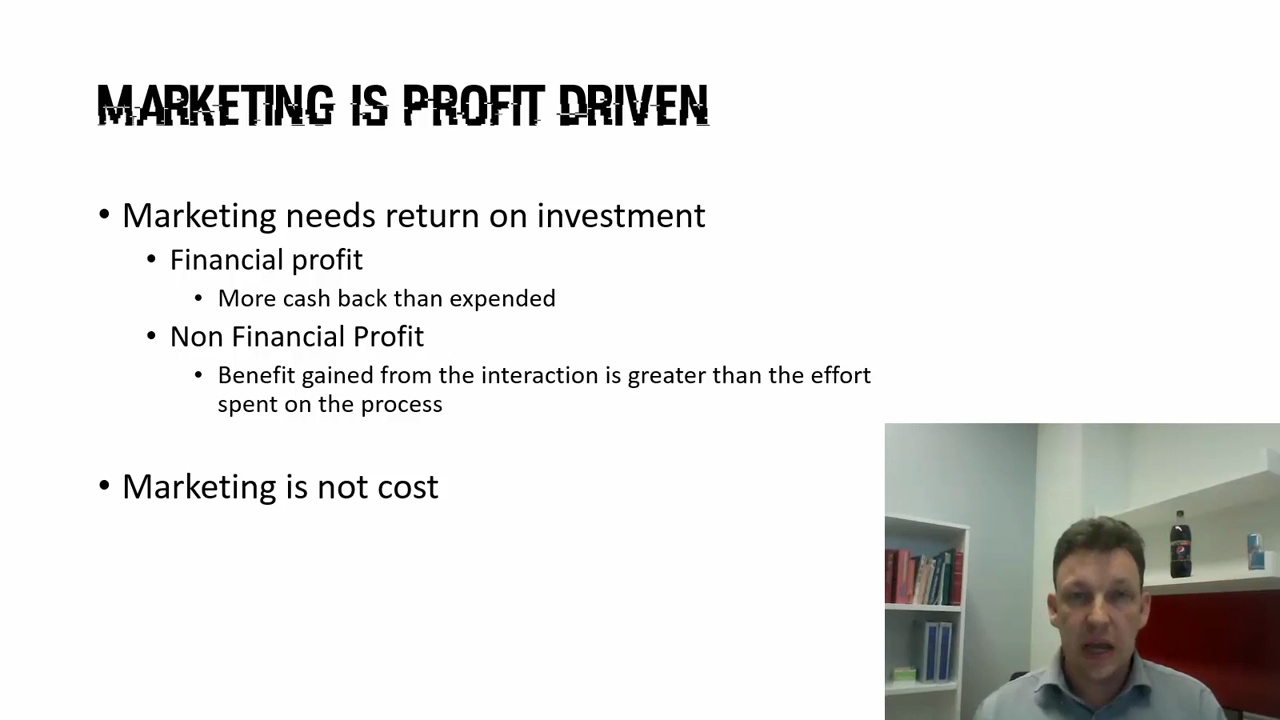 MARKETING IS PROFIT DRIVEN
• Marketing needs return on investment
• Financial profit
• More cash back than expended
• Non Financial Profit
• Benefit gained from the interaction is greater than the effort
spent on the process
• Marketing is not cost